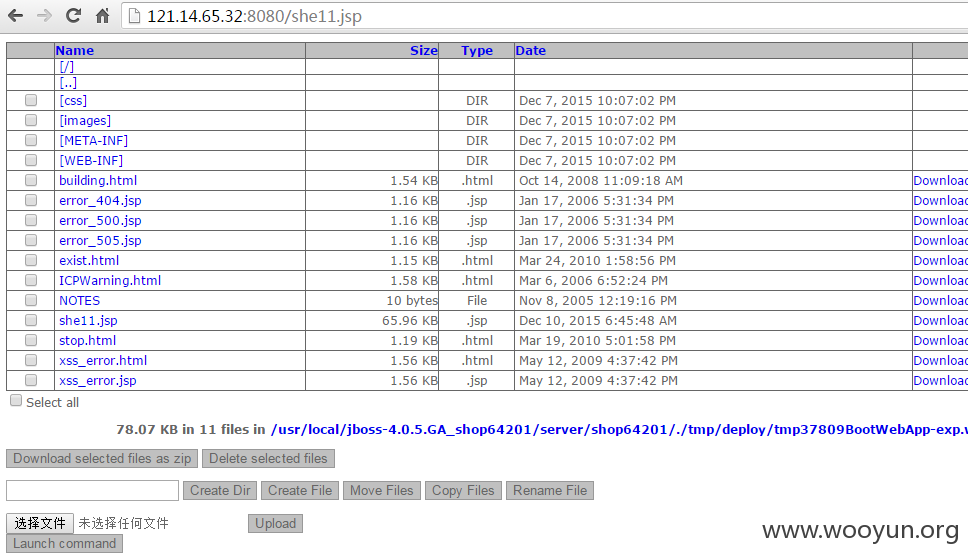 121.14.65.32:8080/she11.jsp
Name Size Type Date
[/]
[..]
[css] DIR Dec 7, 2015 10:07:02 PM
[images] DIR Dec 7, 2015 10:07:02 PM
[META-INF] DIR Dec 7, 2015 10:07:02 PM
[WEB-INF] DIR Dec 7, 2015 10:07:02 PM
building.html 1.54 KB .html Oct 14, 2008 11:09:18 AM Download
error_404.jsp 1.16 KB .jsp Jan 17, 2006 5:31:34 PM Download
error_500.jsp 1.16 KB .jsp Jan 17, 2006 5:31:34 PM Download
error_505.jsp 1.16 KB .jsp Jan 17, 2006 5:31:34 PM Download
exist.html 1.15 KB .html Mar 24, 2010 1:58:56 PM Download
ICPWarning.html 1.58 KB .html Mar 6, 2006 6:52:24 PM Download
NOTES 10 bytes File Nov 8, 2005 12:19:16 PM Download
she11.jsp 65.96 KB .jsp Dec 10, 2015 6:45:48 AM Download
stop.html 1.19 KB .html Mar 19, 2010 5:01:58 PM Download
xss_error.html 1.56 KB .html May 12, 2009 4:37:42 PM Download
xss_error.jsp 1.56 KB .jsp May 12, 2009 4:37:42 PM Download
Select all
78.07 KB in 11 files in /usr/local/jboss-4.0.5.GA_shop64201/server/shop64201/./tmp/deploy/tmp37809BootWebApp-exp.w
Download selected files as zip Delete selected files
Create Dir Create File Move Files Copy Files Rename File
选择文件 未选择任何文件 Upload
Launch command
www.wooyun.org